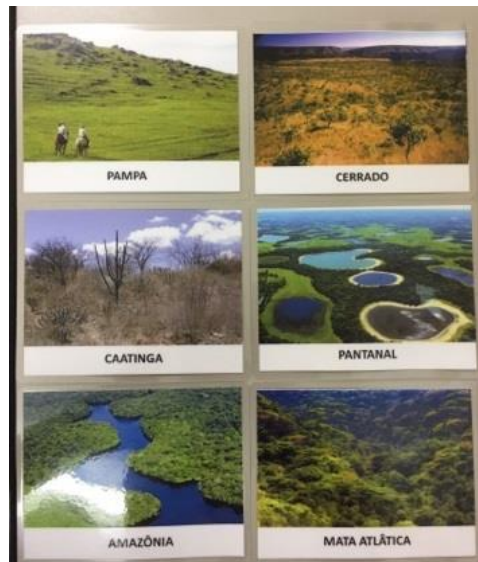 PAMPA
CERRADO
CAATINGA
PANTANAL
AMAZÔNIA
MATA ATLÂTICA